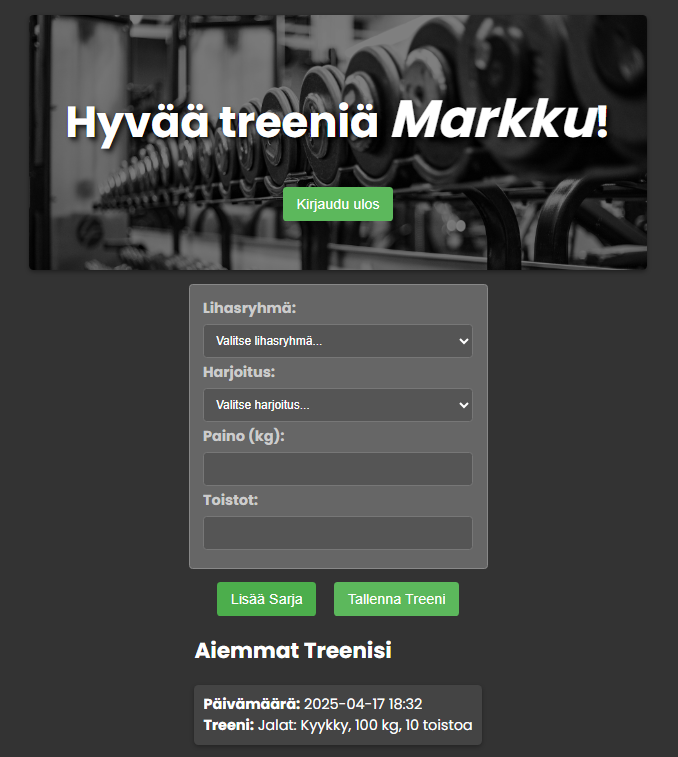 Hyvää treeniä Markku!
Kirjaudu ulos
Lihasryhmä:
Valitse lihasryhmä...
Harjoitus:
Valitse harjoitus...
Paino (kg):
Toistot:
Lisää Sarja
Tallenna Treeni
Aiemmat Treenisi
Päivämäärä: 2025-04-17 18:32
Treeni: Jalat: Kyykky, 100 kg, 10 toistoa